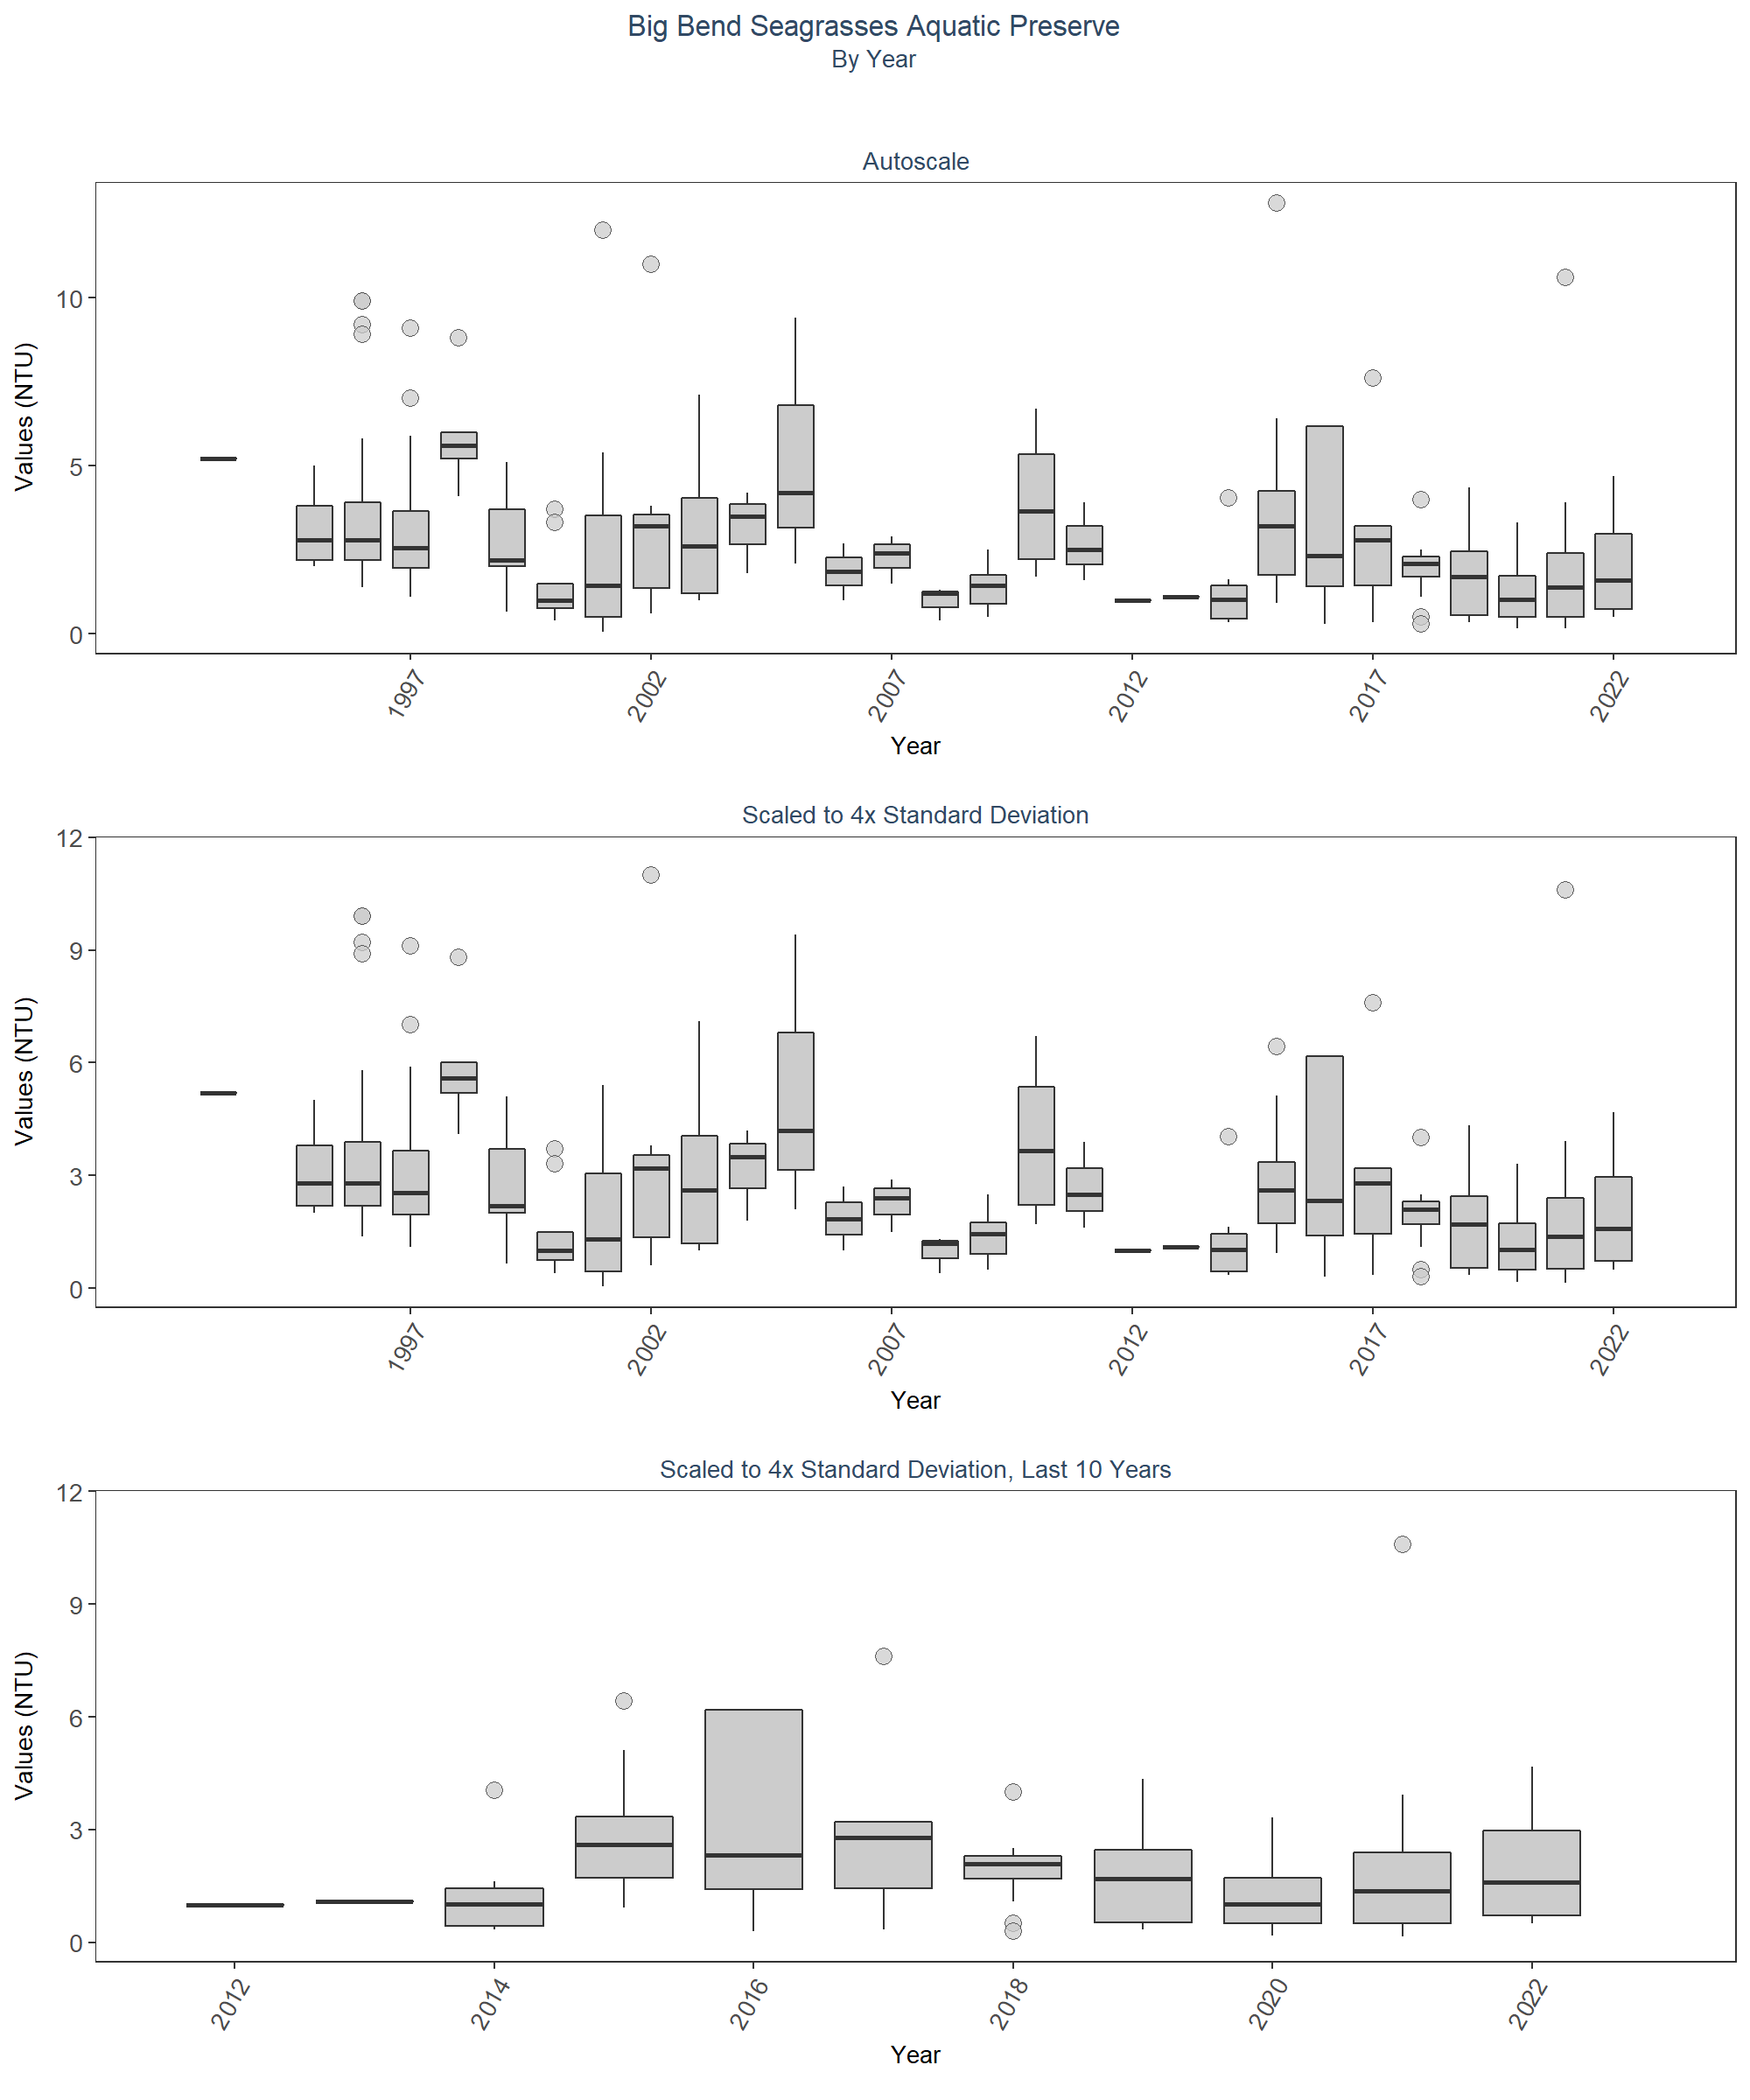 Big Bend Seagrasses Aquatic Preserve
By Year
Autoscale
Values (NTU)
10
5
0
1997
2002
2007
2012
2017
2022
Year
Scaled to 4x Standard Deviation
Values (NTU)
12
9
6
3
0
1997
2002
2007
2012
2017
2022
Year
Scaled to 4x Standard Deviation, Last 10 Years
Values (NTU)
12
9
6
3
0
2012
2014
2016
2018
2020
2022
Year